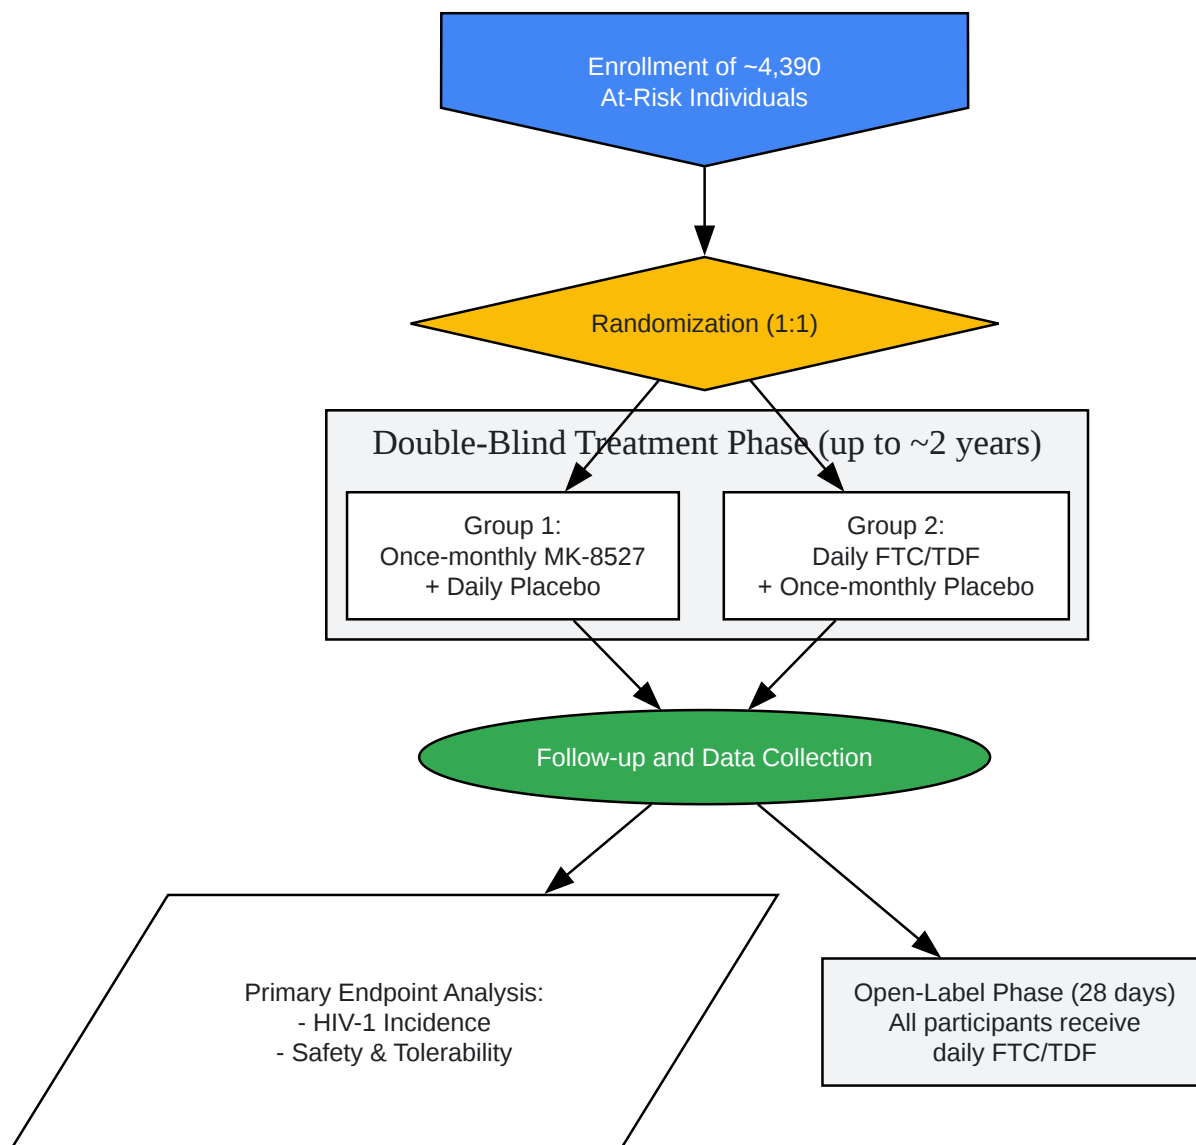 Enrollment of ~4,390
At-Risk Individuals
Randomization (1:1)
Double-Blind Treatment Phase (up to ~2 years)
Group 1:
Once-monthly MK-8527
+ Daily Placebo
Group 2:
Daily FTC/TDF
+ Once-monthly Placebo
Follow-up and Data Collection
Primary Endpoint Analysis:
- HIV-1 Incidence
- Safety & Tolerability
Open-Label Phase (28 days)
All participants receive
daily FTC/TDF